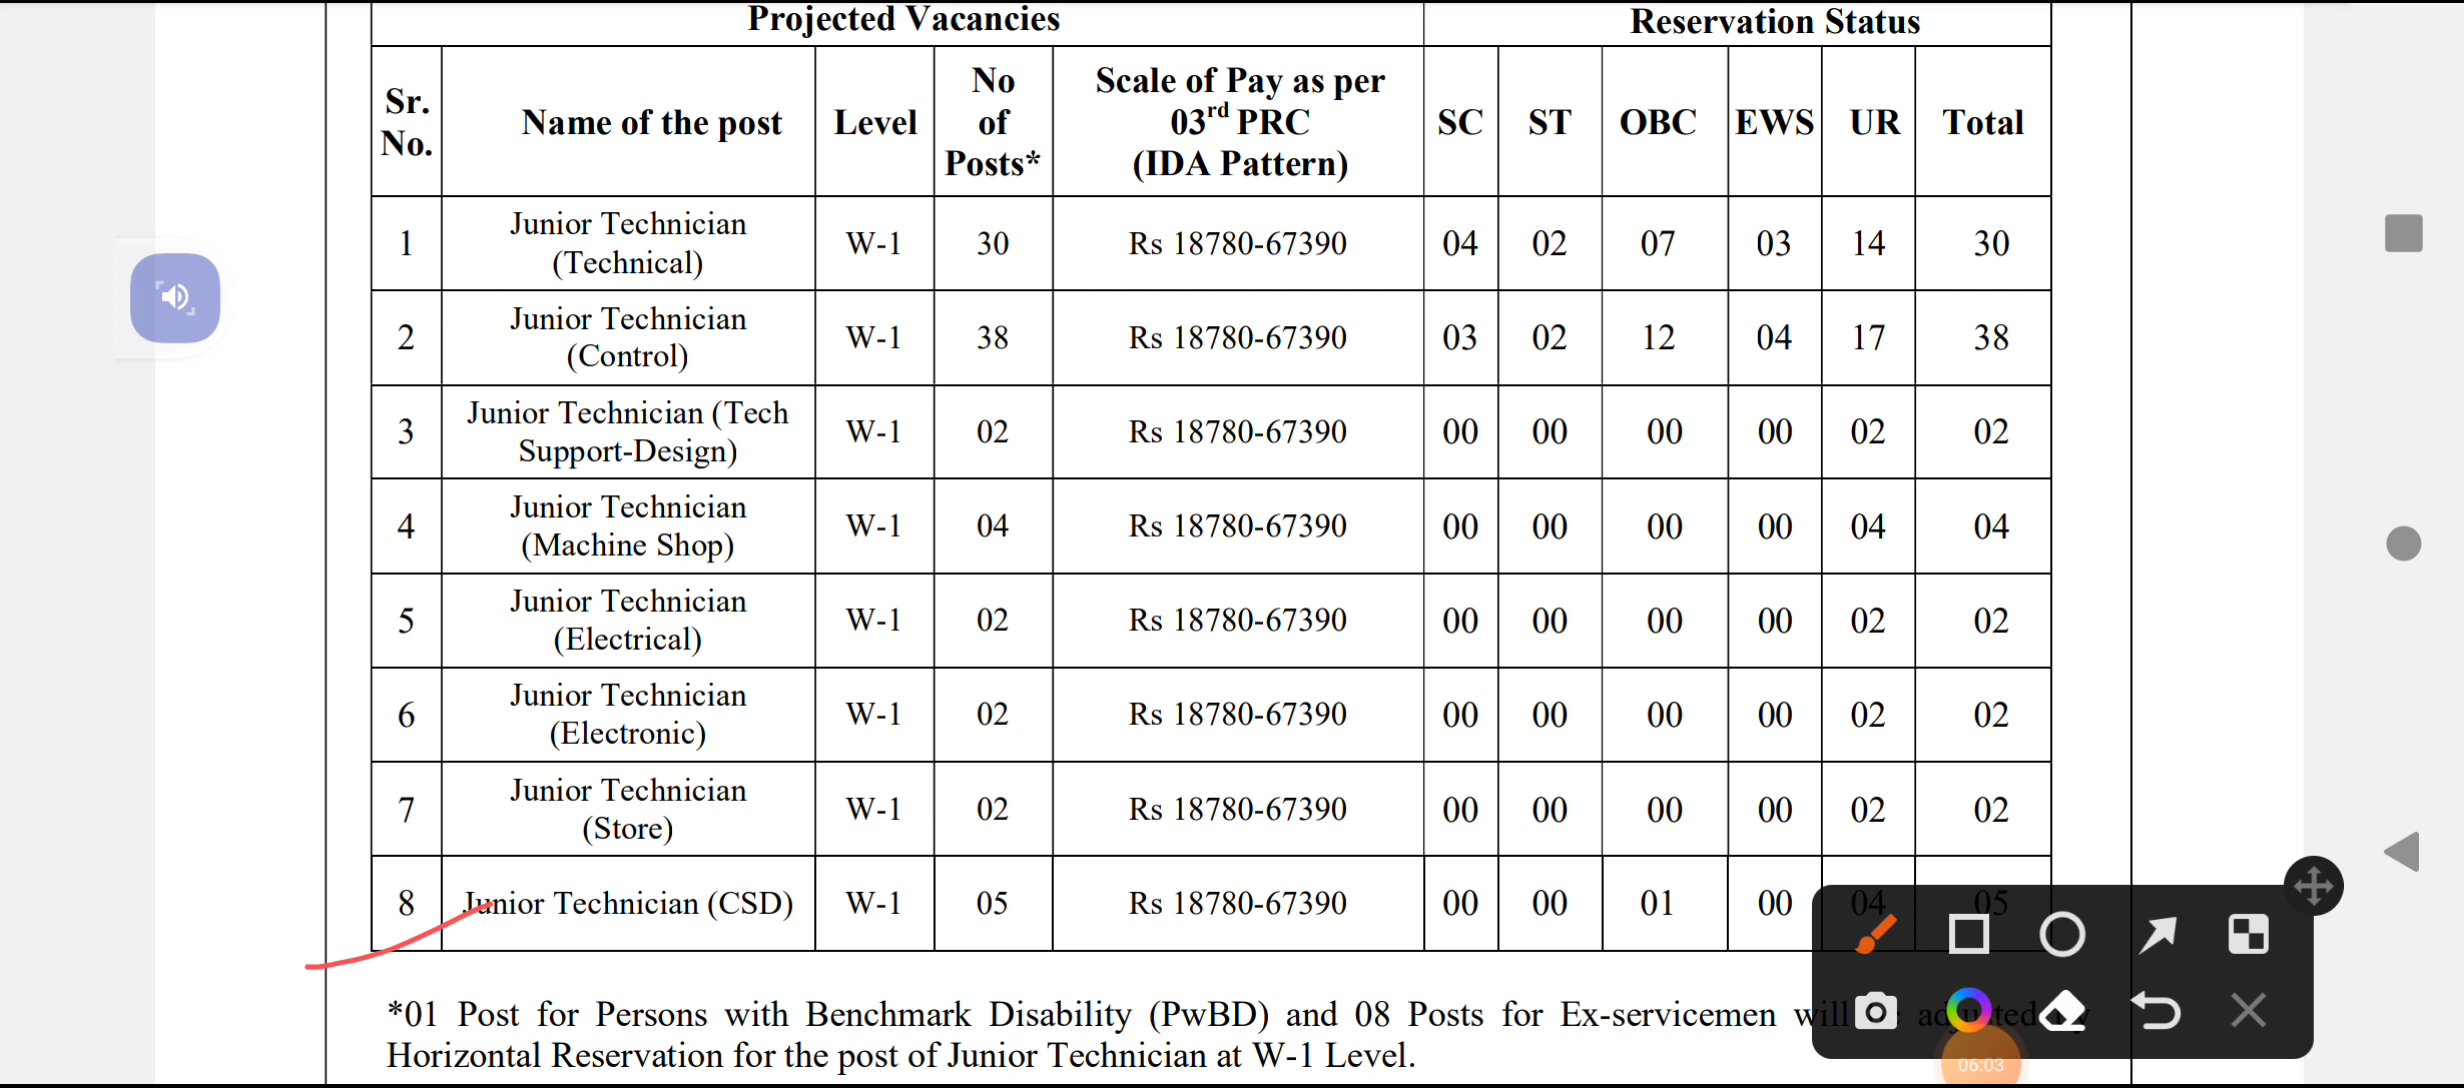 Projected Vacancies Reservation Status
Sr. No. Name of the post Level No of Posts* Scale of Pay as per 03rd PRC (IDA Pattern) SC ST OBC EWS UR Total
1 Junior Technician (Technical) W-1 30 Rs 18780-67390 04 02 07 03 14 30
2 Junior Technician (Control) W-1 38 Rs 18780-67390 03 02 12 04 17 38
3 Junior Technician (Tech Support-Design) W-1 02 Rs 18780-67390 00 00 00 00 02 02
4 Junior Technician (Machine Shop) W-1 04 Rs 18780-67390 00 00 00 00 04 04
5 Junior Technician (Electrical) W-1 02 Rs 18780-67390 00 00 00 00 02 02
6 Junior Technician (Electronic) W-1 02 Rs 18780-67390 00 00 00 00 02 02
7 Junior Technician (Store) W-1 02 Rs 18780-67390 00 00 00 00 02 02
8 Junior Technician (CSD) W-1 05 Rs 18780-67390 00 00 01 00 04 05
*01 Post for Persons with Benchmark Disability (PwBD) and 08 Posts for Ex-servicemen will
Horizontal Reservation for the post of Junior Technician at W-1 Level.
06:03